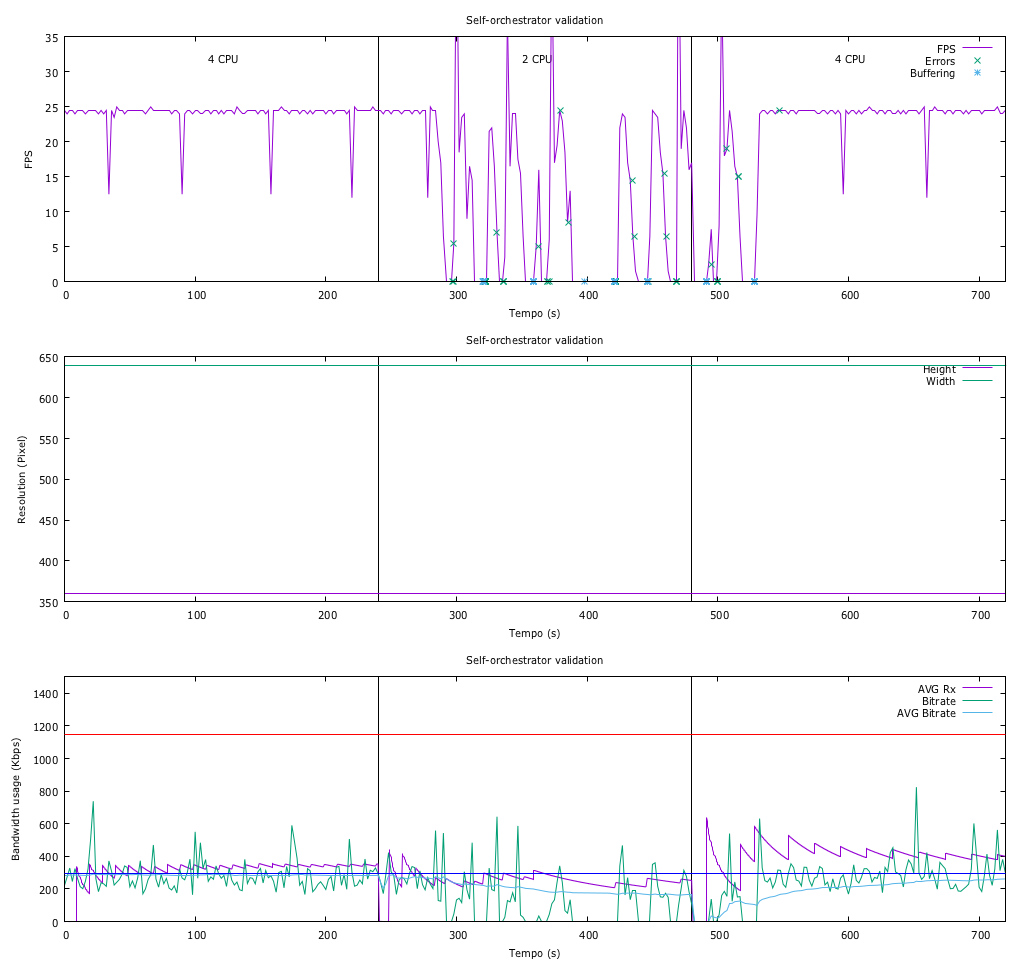 Self-orchestrator validation
35
30
25
20
15
10
5
0
FPS
4 CPU
2 CPU
4 CPU
FPS
Errors
Buffering
0 100 200 300 400 500 600 700
Tempo (s)
Self-orchestrator validation
650
600
550
500
450
400
350
Resolution (Pixel)
Height
Width
0 100 200 300 400 500 600 700
Tempo (s)
Self-orchestrator validation
1400
1200
1000
800
600
400
200
0
Bandwidth usage (Kbps)
AVG Rx
Bitrate
AVG Bitrate
0 100 200 300 400 500 600 700
Tempo (s)